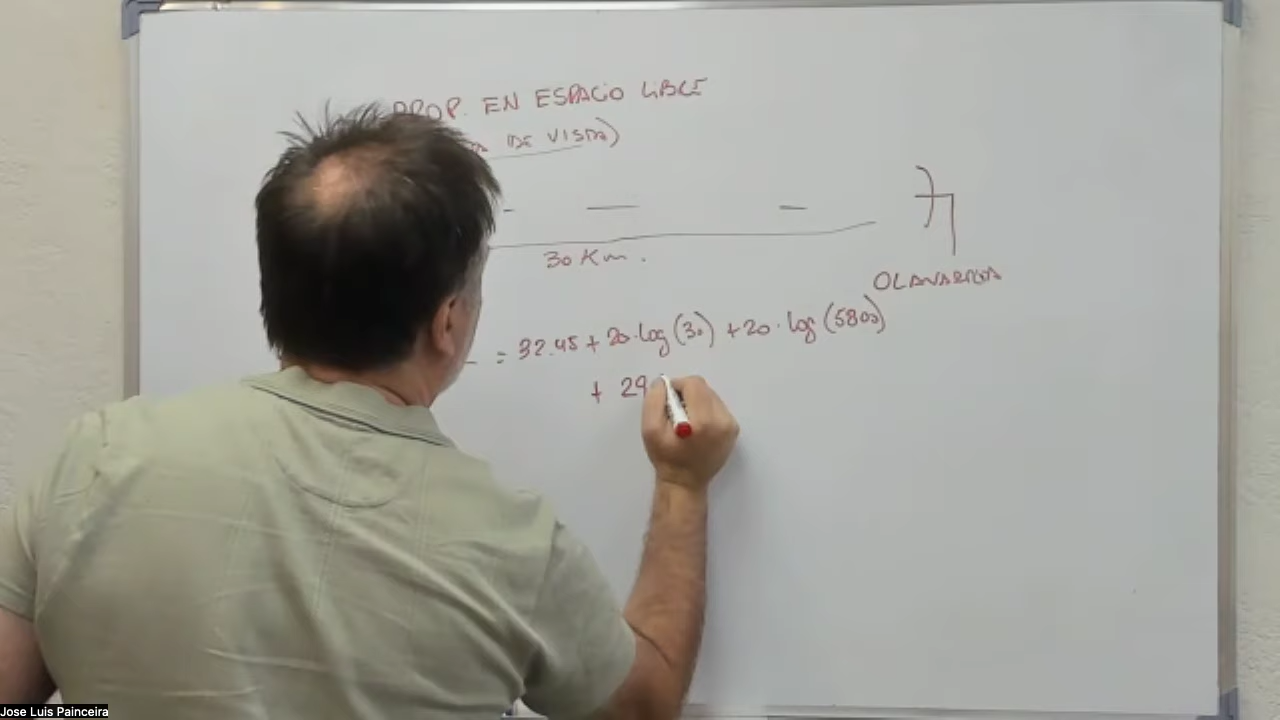 PROP. EN ESPACIO LIBRE
DE VISTA)
30 Km.
OLAVARRIA
= 32.45 + 20·log(30) + 20·log(5800)
+ 29
Jose Luis Painceira